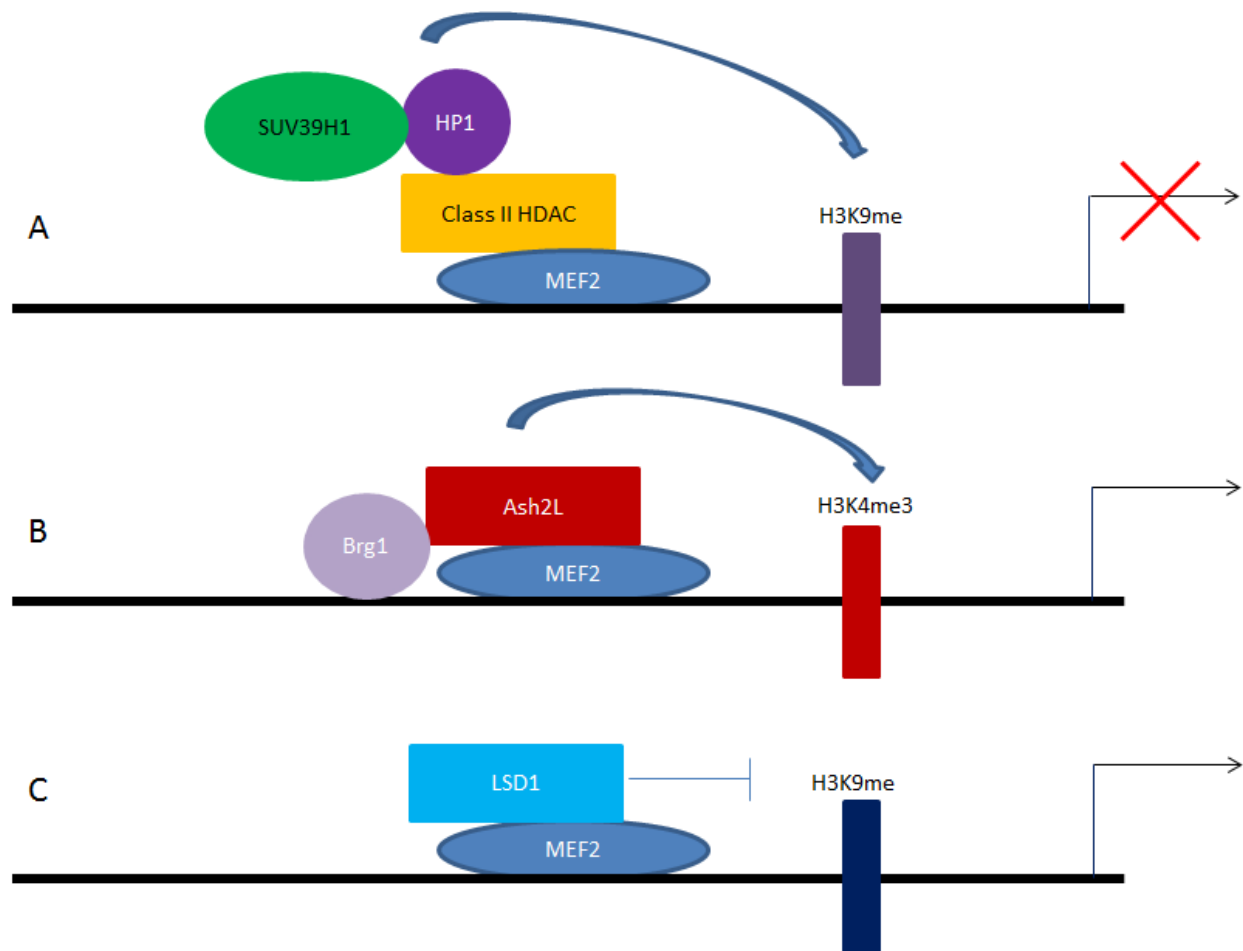 SUV39H1
HP1
Class II HDAC
H3K9me
A
MEF2
Ash2L
H3K4me3
B
Brg1
MEF2
LSD1
H3K9me
C
MEF2